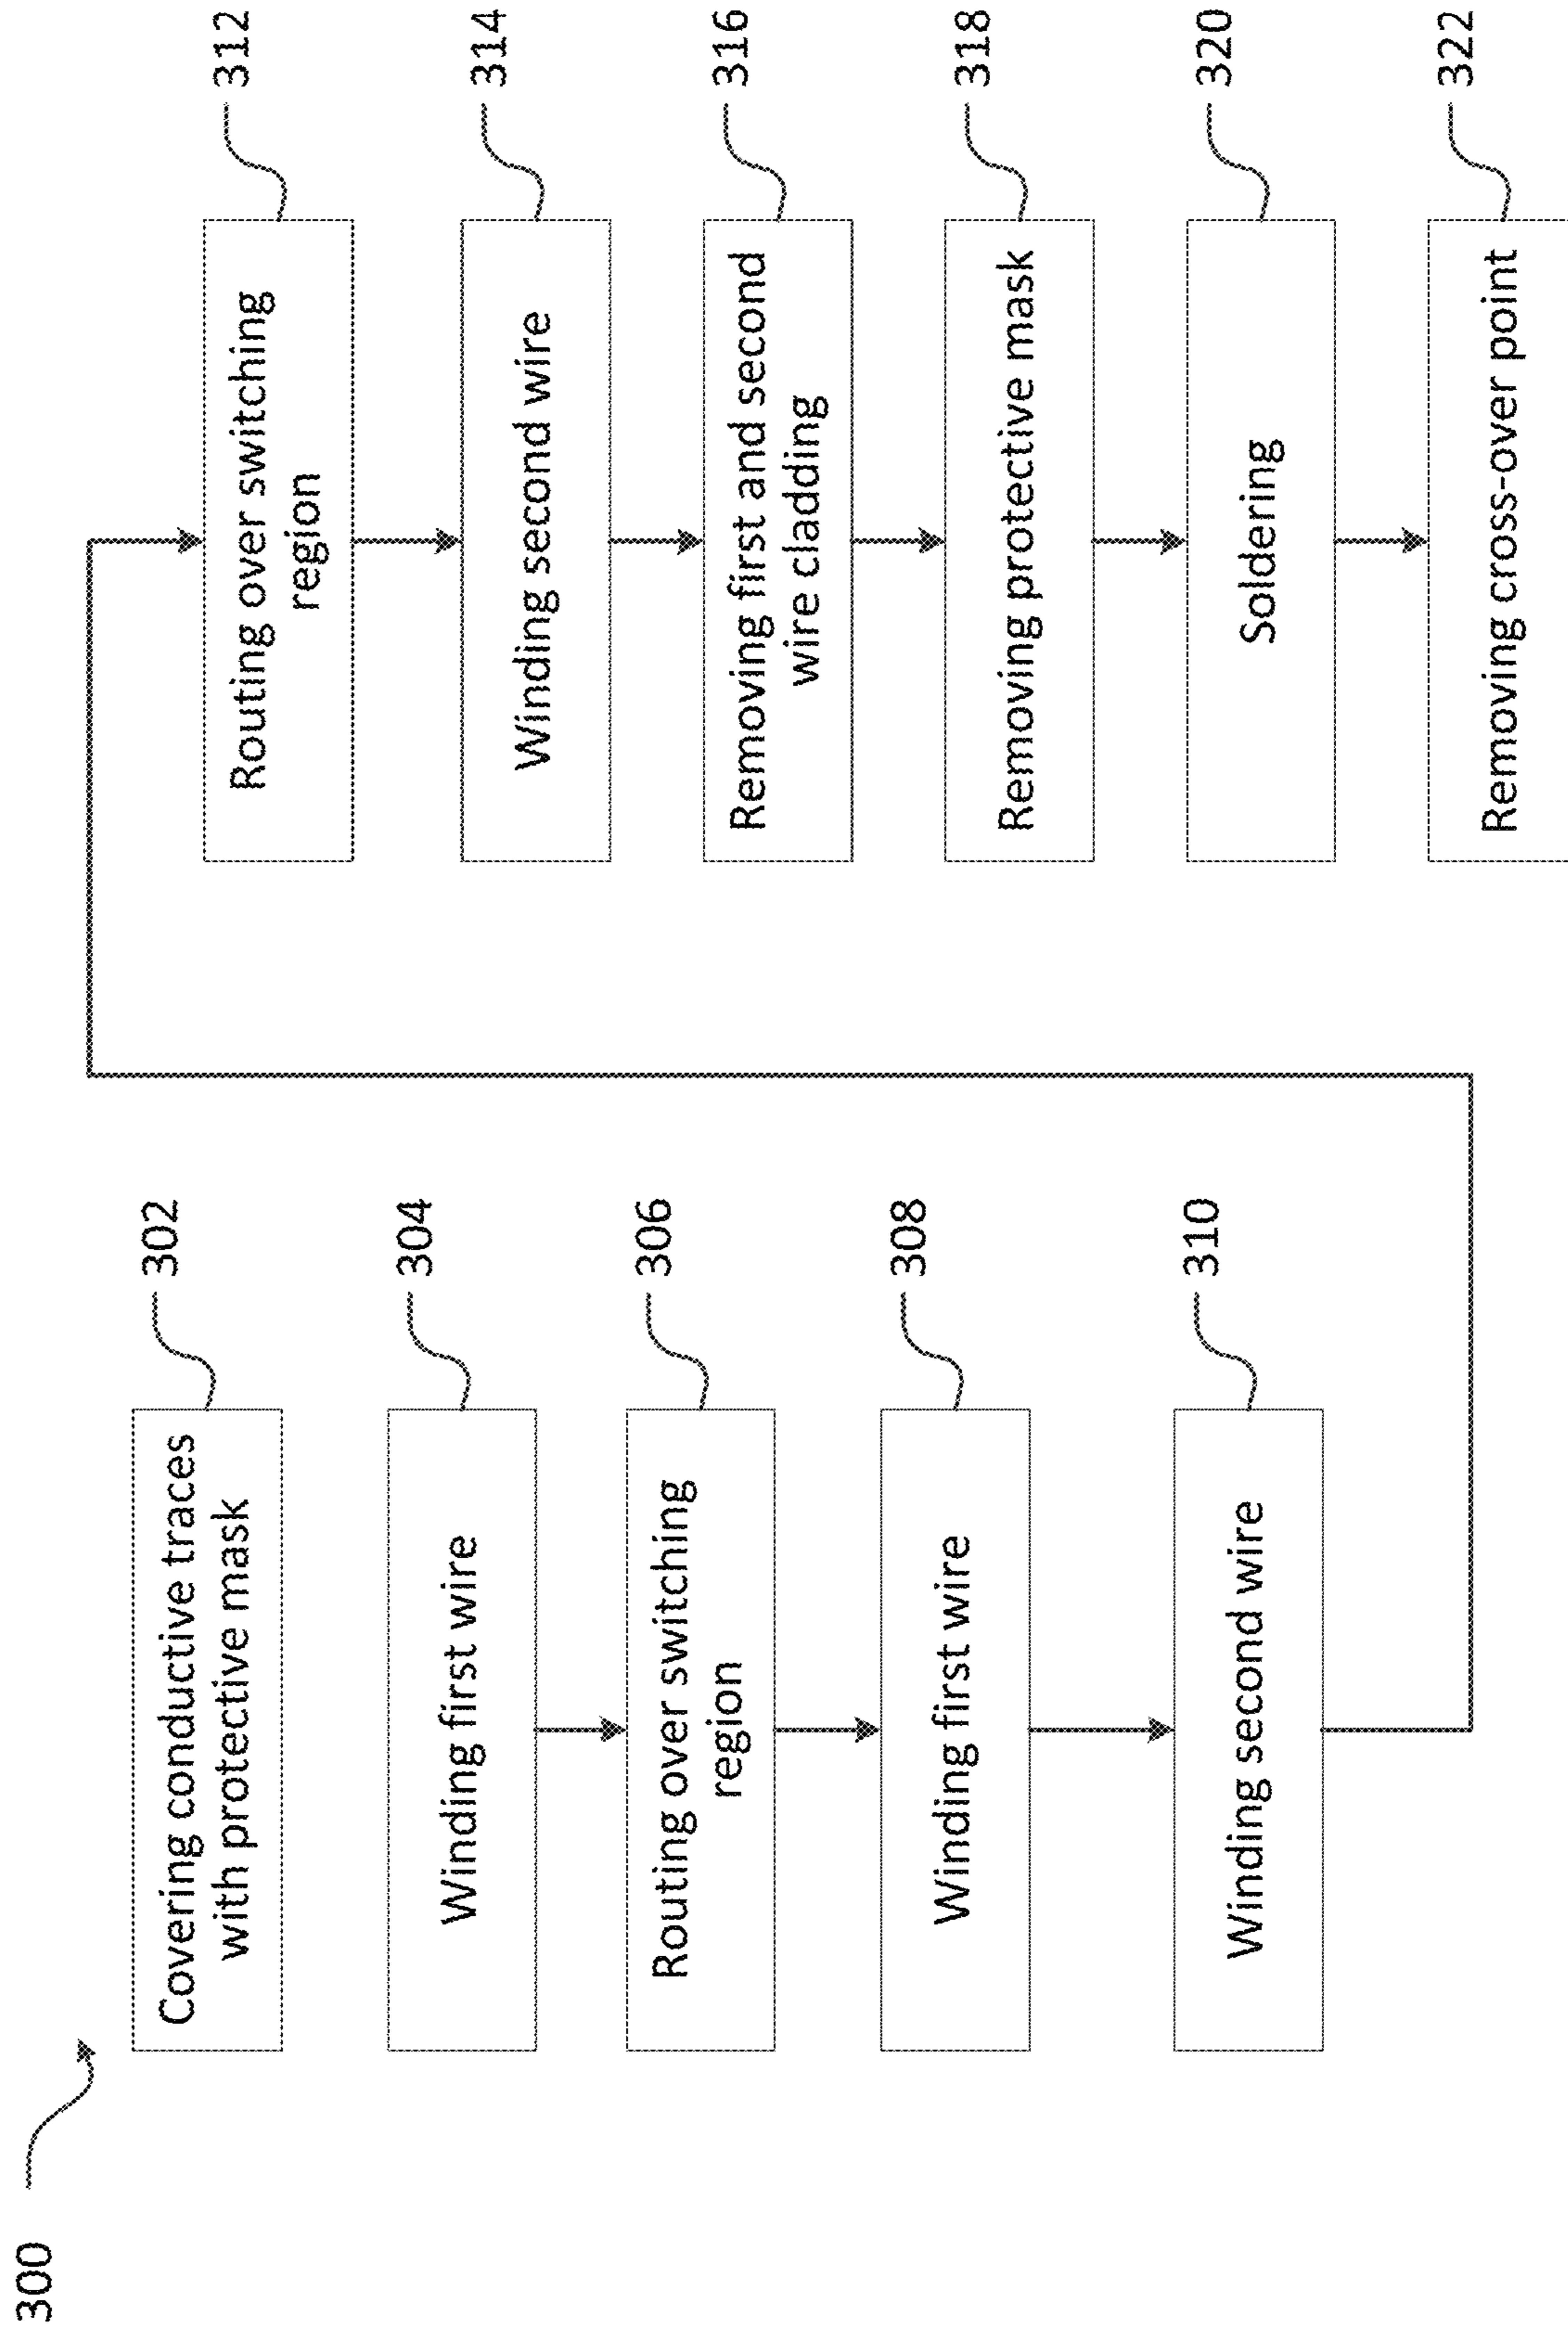 300
Covering conductive traces
with protective mask
302
Winding first wire
304
Routing over switching
region
306
Winding first wire
308
Winding second wire
310
Routing over switching
region
312
Winding second wire
314
Removing first and second
wire cladding
316
Removing protective mask
318
Soldering
320
Removing cross-over point
322